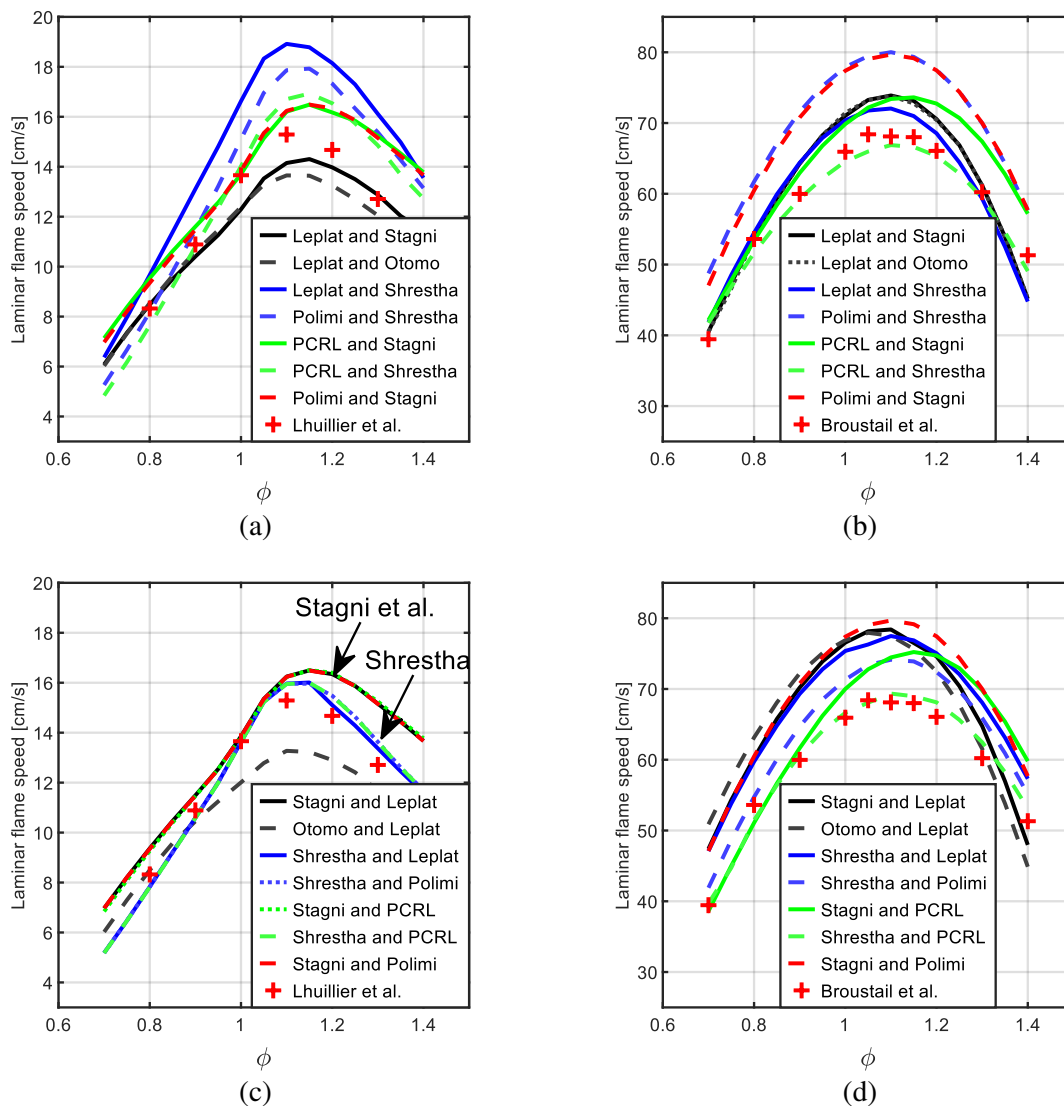 20
18
16
14
12
10
8
6
4
0.6
0.8
1
1.2
1.4
Laminar flame speed [cm/s]
ϕ
Leplat and Stagni
Leplat and Otomo
Leplat and Shrestha
Polimi and Shrestha
PCRL and Stagni
PCRL and Shrestha
Polimi and Stagni
Lhuillier et al.
(a)
80
70
60
50
40
30
0.6
0.8
1
1.2
1.4
Laminar flame speed [cm/s]
ϕ
Leplat and Stagni
Leplat and Otomo
Leplat and Shrestha
Polimi and Shrestha
PCRL and Stagni
PCRL and Shrestha
Polimi and Stagni
Broustail et al.
(b)
20
18
16
14
12
10
8
6
4
0.6
0.8
1
1.2
1.4
Laminar flame speed [cm/s]
ϕ
Stagni et al.
Shrestha
Stagni and Leplat
Otomo and Leplat
Shrestha and Leplat
Shrestha and Polimi
Stagni and PCRL
Shrestha and PCRL
Stagni and Polimi
Lhuillier et al.
(c)
80
70
60
50
40
30
0.6
0.8
1
1.2
1.4
Laminar flame speed [cm/s]
ϕ
Stagni and Leplat
Otomo and Leplat
Shrestha and Leplat
Shrestha and Polimi
Stagni and PCRL
Shrestha and PCRL
Stagni and Polimi
Broustail et al.
(d)